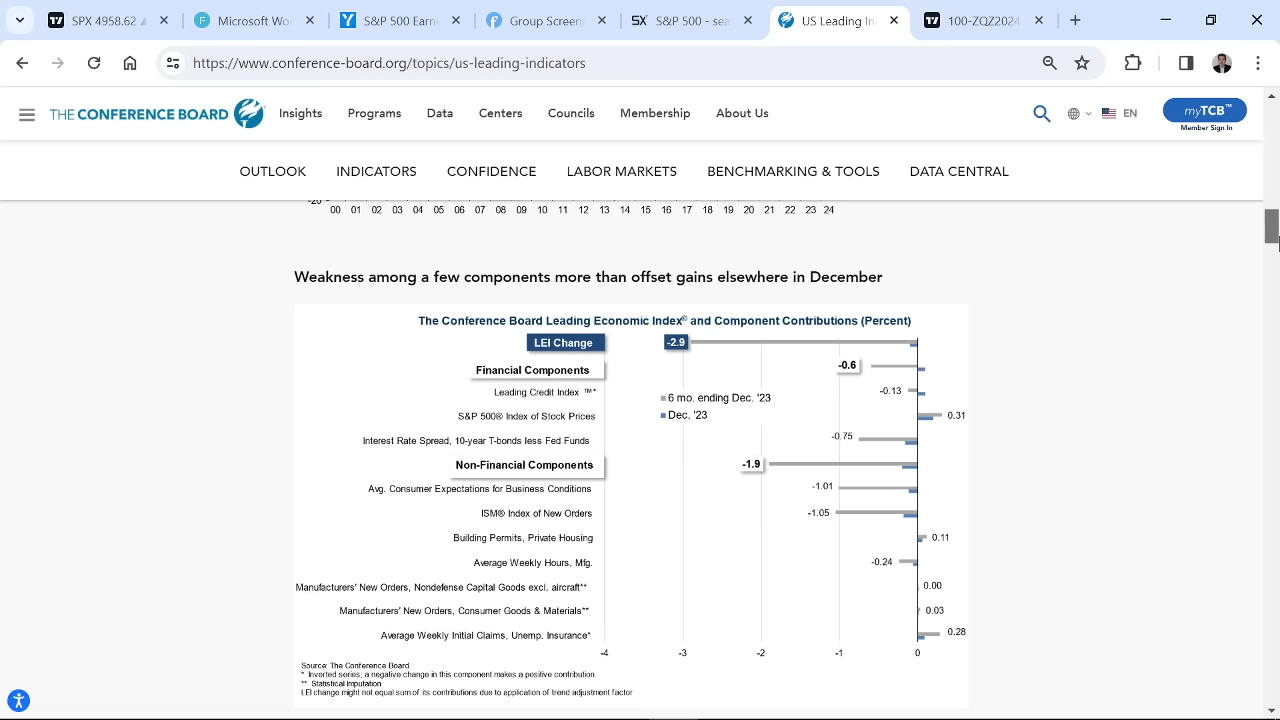 SPX4958.62
Microsoft Wo
S&P 500 Earn
Group Screen
S&P 500 - sea
US Leading In
100-ZQZ2024
https://www.conference-board.org/topics/us-leading-indicators
THE CONFERENCE BOARD
Insights
Programs
Data
Centers
Councils
Membership
About Us
EN
myTCB™
Member Sign In
OUTLOOK
INDICATORS
CONFIDENCE
LABOR MARKETS
BENCHMARKING & TOOLS
DATA CENTRAL
-20
00 01 02 03 04 05 06 07 08 09 10 11 12 13 14 15 16 17 18 19 20 21 22 23 24
Weakness among a few components more than offset gains elsewhere in December
The Conference Board Leading Economic Index® and Component Contributions (Percent)
LEI Change -2.9
Financial Components -0.6
Leading Credit Index ™* -0.13
6 mo. ending Dec. '23
Dec. '23
S&P 500® Index of Stock Prices 0.31
Interest Rate Spread, 10-year T-bonds less Fed Funds -0.75
Non-Financial Components -1.9
Avg. Consumer Expectations for Business Conditions -1.01
ISM® Index of New Orders -1.05
Building Permits, Private Housing 0.11
Average Weekly Hours, Mfg. -0.24
Manufacturers' New Orders, Nondefense Capital Goods excl. aircraft** 0.00
Manufacturers' New Orders, Consumer Goods & Materials** 0.03
Average Weekly Initial Claims, Unemp. Insurance* 0.28
-4 -3 -2 -1 0
Source: The Conference Board
* Inverted series; a negative change in this component makes a positive contribution.
** Statistical Imputation
LEI change might not equal sum of its contributions due to application of trend adjustment factor